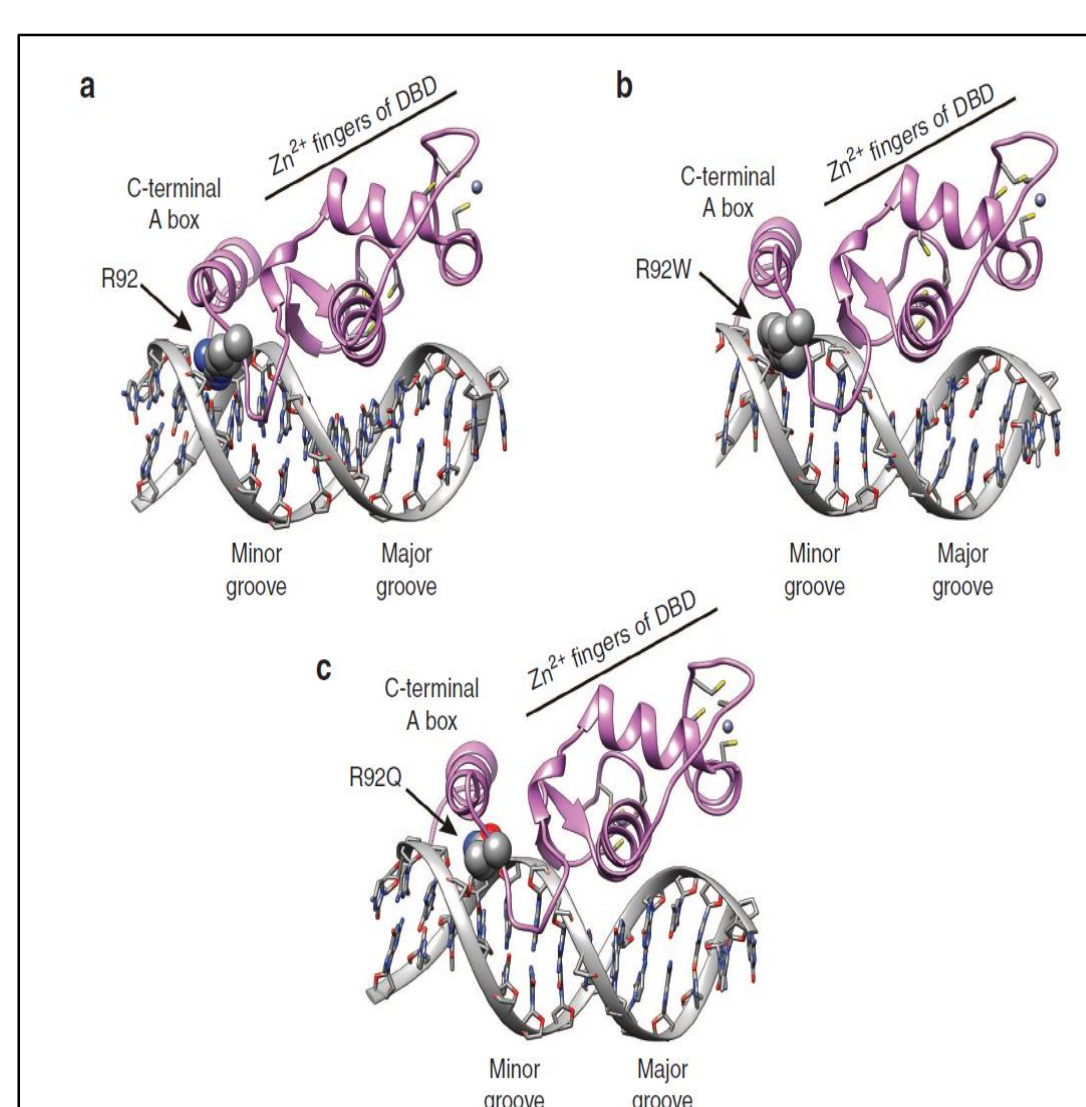 a
Zn2+ fingers of DBD
C-terminal
A box
R92
Minor
groove
Major
groove
b
Zn2+ fingers of DBD
C-terminal
A box
R92W
Minor
groove
Major
groove
c
Zn2+ fingers of DBD
C-terminal
A box
R92Q
Minor
groove
Major
groove